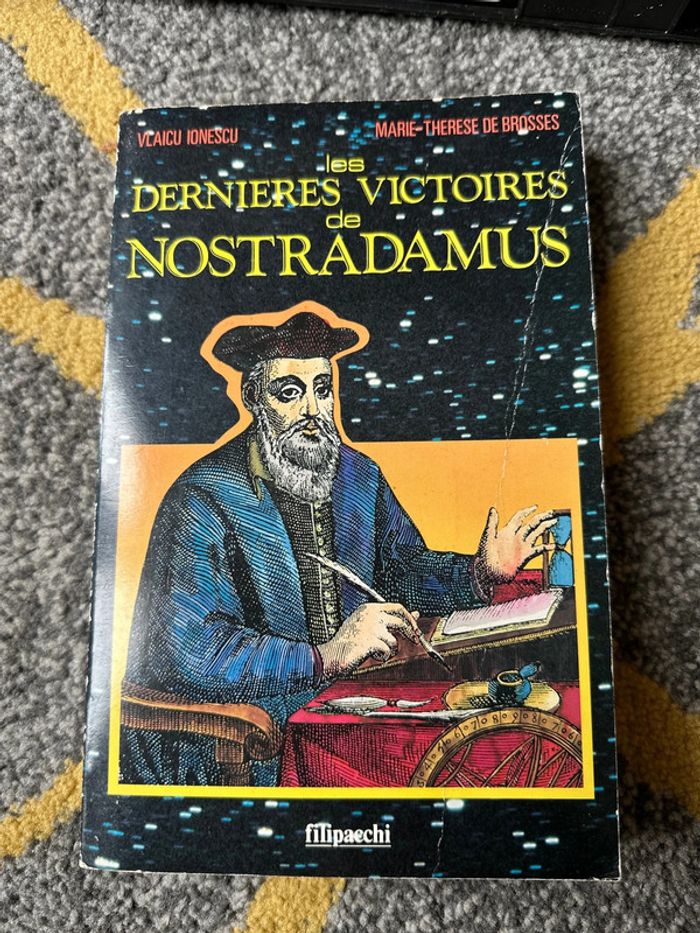 VLAICU IONESCU
MARIE-THERESE DE BROSSES
les
DERNIERES VICTOIRES
de
NOSTRADAMUS
filipacchi